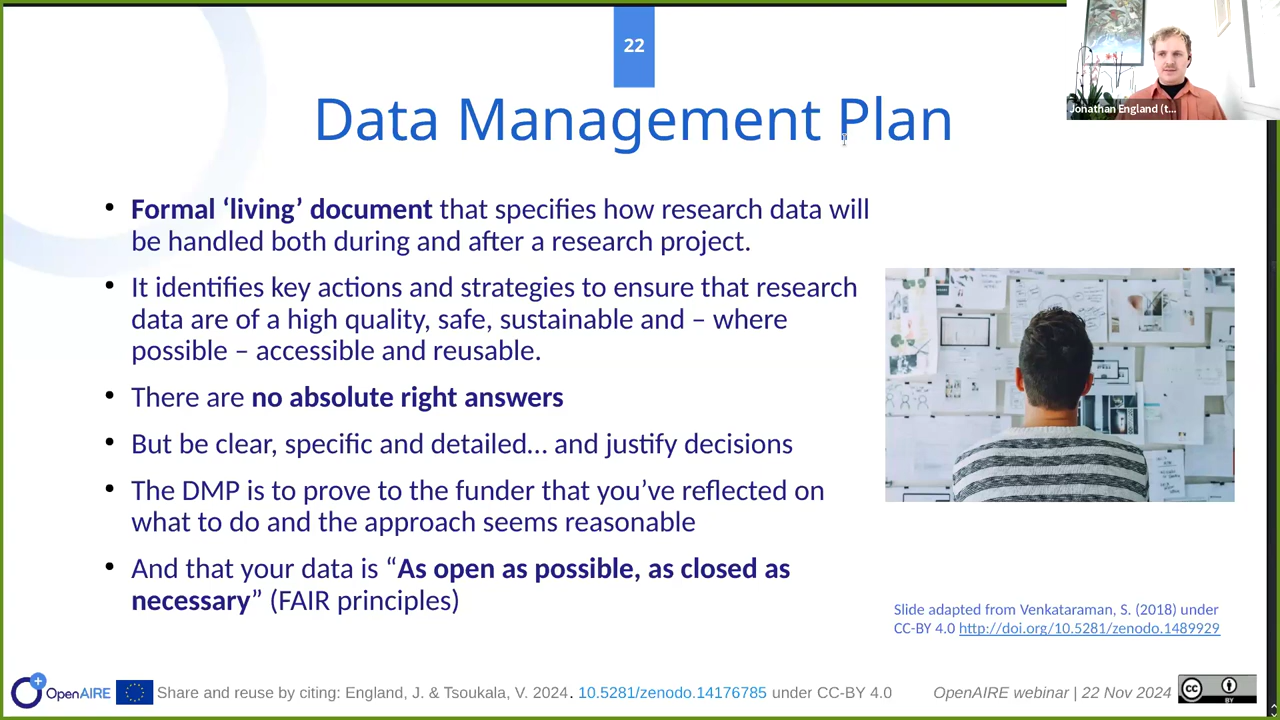 22
Jonathan England (t...
Data Management Plan
• Formal ‘living’ document that specifies how research data will
be handled both during and after a research project.
• It identifies key actions and strategies to ensure that research
data are of a high quality, safe, sustainable and – where
possible – accessible and reusable.
• There are no absolute right answers
• But be clear, specific and detailed… and justify decisions
• The DMP is to prove to the funder that you’ve reflected on
what to do and the approach seems reasonable
• And that your data is “As open as possible, as closed as
necessary” (FAIR principles)
Slide adapted from Venkataraman, S. (2018) under
CC-BY 4.0 http://doi.org/10.5281/zenodo.1489929
OpenAIRE Share and reuse by citing: England, J. & Tsoukala, V. 2024. 10.5281/zenodo.14176785 under CC-BY 4.0 OpenAIRE webinar | 22 Nov 2024 cc BY